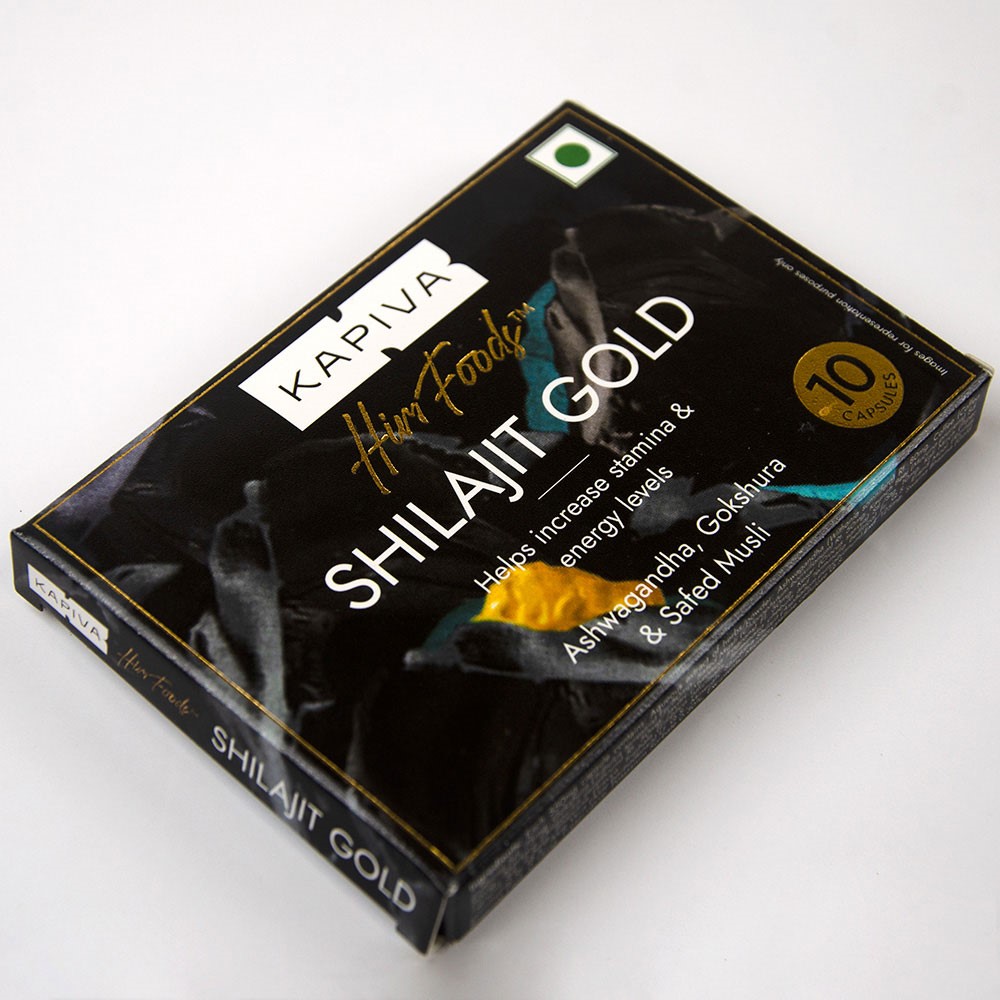 KAPIVA
Him Foods™
SHILAJIT GOLD
Helps increase stamina &
energy levels
Ashwagandha, Gokshura
& Safed Musli
10
CAPSULES
Images for representation purposes only
KAPIVA
Him Foods™
SHILAJIT GOLD